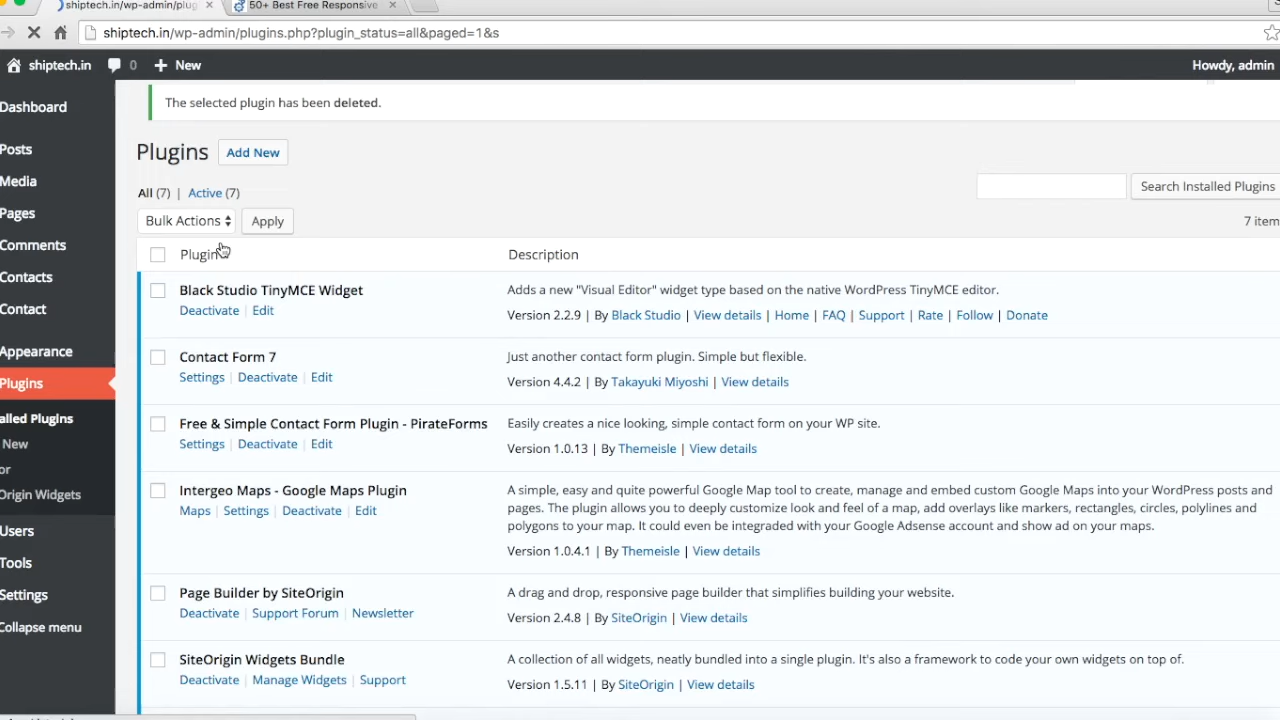 shiptech.in/wp-admin/plug
50+ Best Free Responsive
shiptech.in/wp-admin/plugins.php?plugin_status=all&paged=1&s
shiptech.in 0 New Howdy, admin
Dashboard
Posts
Media
Pages
Comments
Contacts
Contact
Appearance
Plugins
alled Plugins
New
or
Origin Widgets
Users
Tools
Settings
Collapse menu
The selected plugin has been deleted.
Plugins Add New
All (7) | Active (7)
Search Installed Plugins
Bulk Actions Apply
7 item
Plugin Description
Black Studio TinyMCE Widget
Deactivate | Edit
Adds a new "Visual Editor" widget type based on the native WordPress TinyMCE editor.
Version 2.2.9 | By Black Studio | View details | Home | FAQ | Support | Rate | Follow | Donate
Contact Form 7
Settings | Deactivate | Edit
Just another contact form plugin. Simple but flexible.
Version 4.4.2 | By Takayuki Miyoshi | View details
Free & Simple Contact Form Plugin - PirateForms
Settings | Deactivate | Edit
Easily creates a nice looking, simple contact form on your WP site.
Version 1.0.13 | By Themeisle | View details
Intergeo Maps - Google Maps Plugin
Maps | Settings | Deactivate | Edit
A simple, easy and quite powerful Google Map tool to create, manage and embed custom Google Maps into your WordPress posts and
pages. The plugin allows you to deeply customize look and feel of a map, add overlays like markers, rectangles, circles, polylines and
polygons to your map. It could even be integrated with your Google Adsense account and show ad on your maps.
Version 1.0.4.1 | By Themeisle | View details
Page Builder by SiteOrigin
Deactivate | Support Forum | Newsletter
A drag and drop, responsive page builder that simplifies building your website.
Version 2.4.8 | By SiteOrigin | View details
SiteOrigin Widgets Bundle
Deactivate | Manage Widgets | Support
A collection of all widgets, neatly bundled into a single plugin. It's also a framework to code your own widgets on top of.
Version 1.5.11 | By SiteOrigin | View details